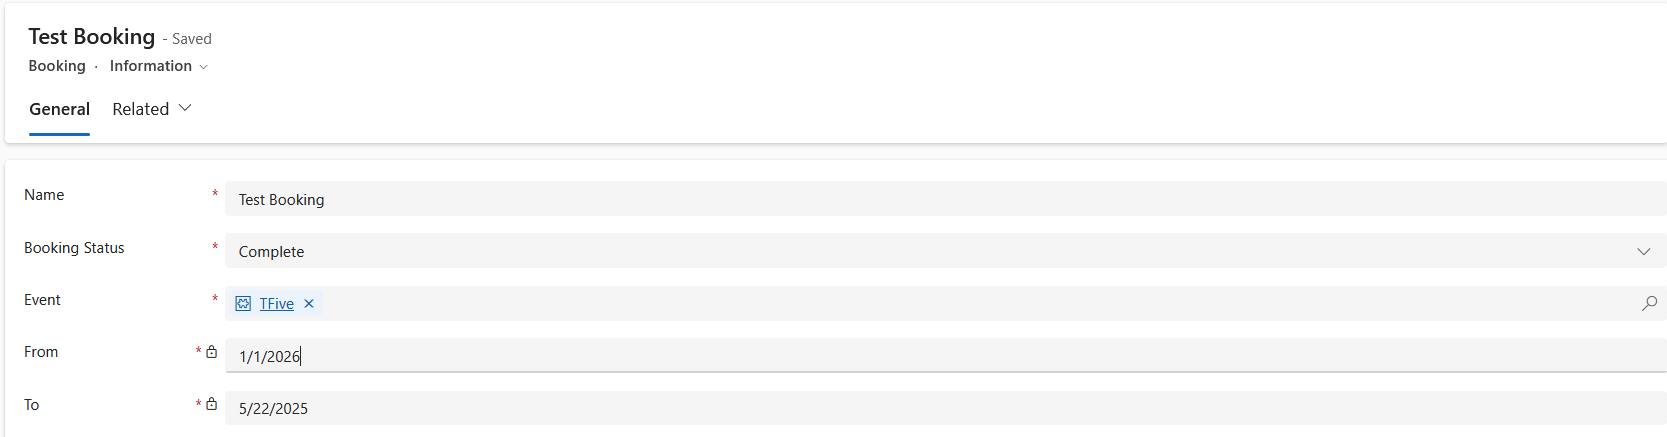 Test Booking - Saved
Booking · Information
General Related
Name * Test Booking
Booking Status * Complete
Event * TFive
From * 1/1/2026
To * 5/22/2025